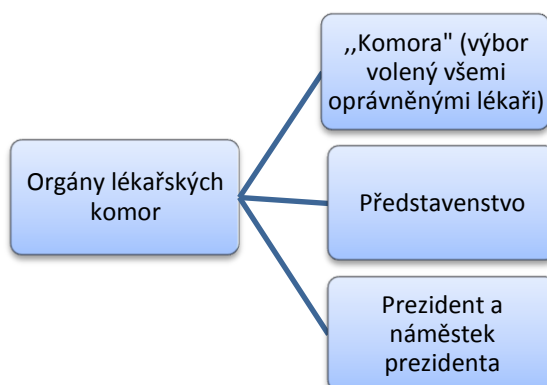 ,,Komora" (výbor
volený všemi
oprávněnými lékaři)
Orgány lékařských
komor
Představenstvo
Prezident a
náměstek
prezidenta